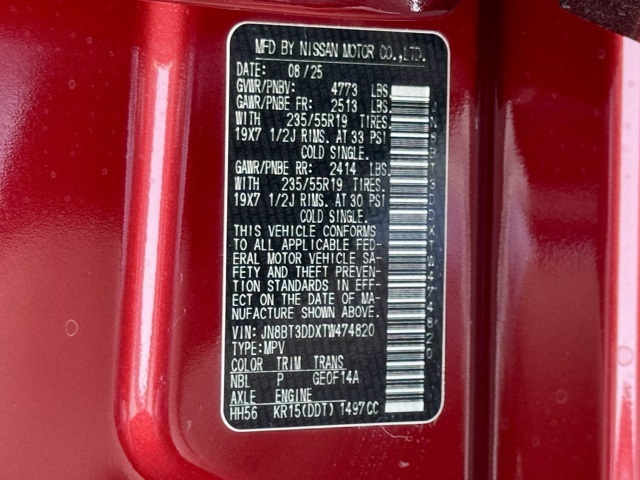 MFD BY NISSAN MOTOR CO.,LTD.
DATE: 08/25
GVWR/PNBV: 4773 LBS.
GAWR/PNBE FR: 2513 LBS.
WITH 235/55R19 TIRES.
19X7 1/2J RIMS. AT 33 PSI
COLD SINGLE.
GAWR/PNBE RR: 2414 LBS.
WITH 235/55R19 TIRES.
19X7 1/2J RIMS. AT 30 PSI
COLD SINGLE.
THIS VEHICLE CONFORMS
TO ALL APPLICABLE FED-
ERAL MOTOR VEHICLE SA-
FETY AND THEFT PREVEN-
TION STANDARDS IN EFF-
ECT ON THE DATE OF MA-
NUFACTURE SHOWN ABOVE.
VIN: JN8BT3DDXTW474820
TYPE:MPV
COLOR TRIM TRANS
NBL P GE0F14A
AXLE ENGINE
HH56 KR15(DDT) 1497CC
JN8BT3DDXTW474820